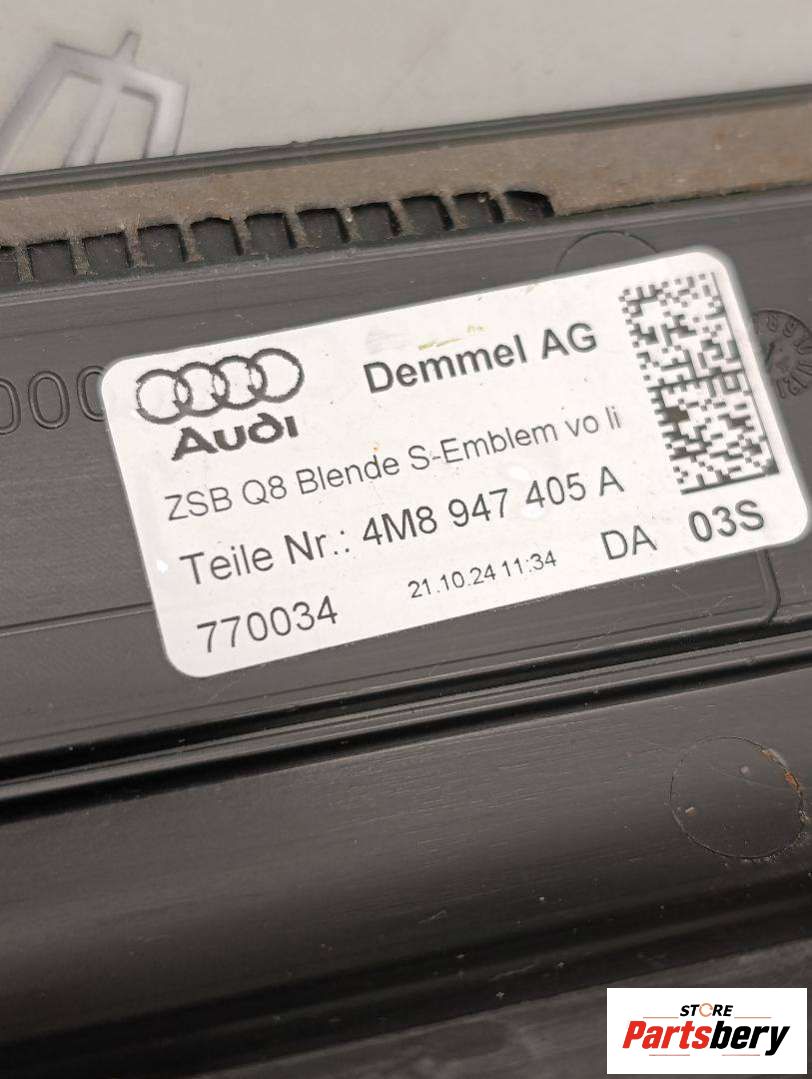 Demmel AG
Audi
ZSB Q8 Blende S-Emblem vo li
Teile Nr.: 4M8 947 405 A
770034 21.10.24 11:34 DA 03S
STORE
Partsbery